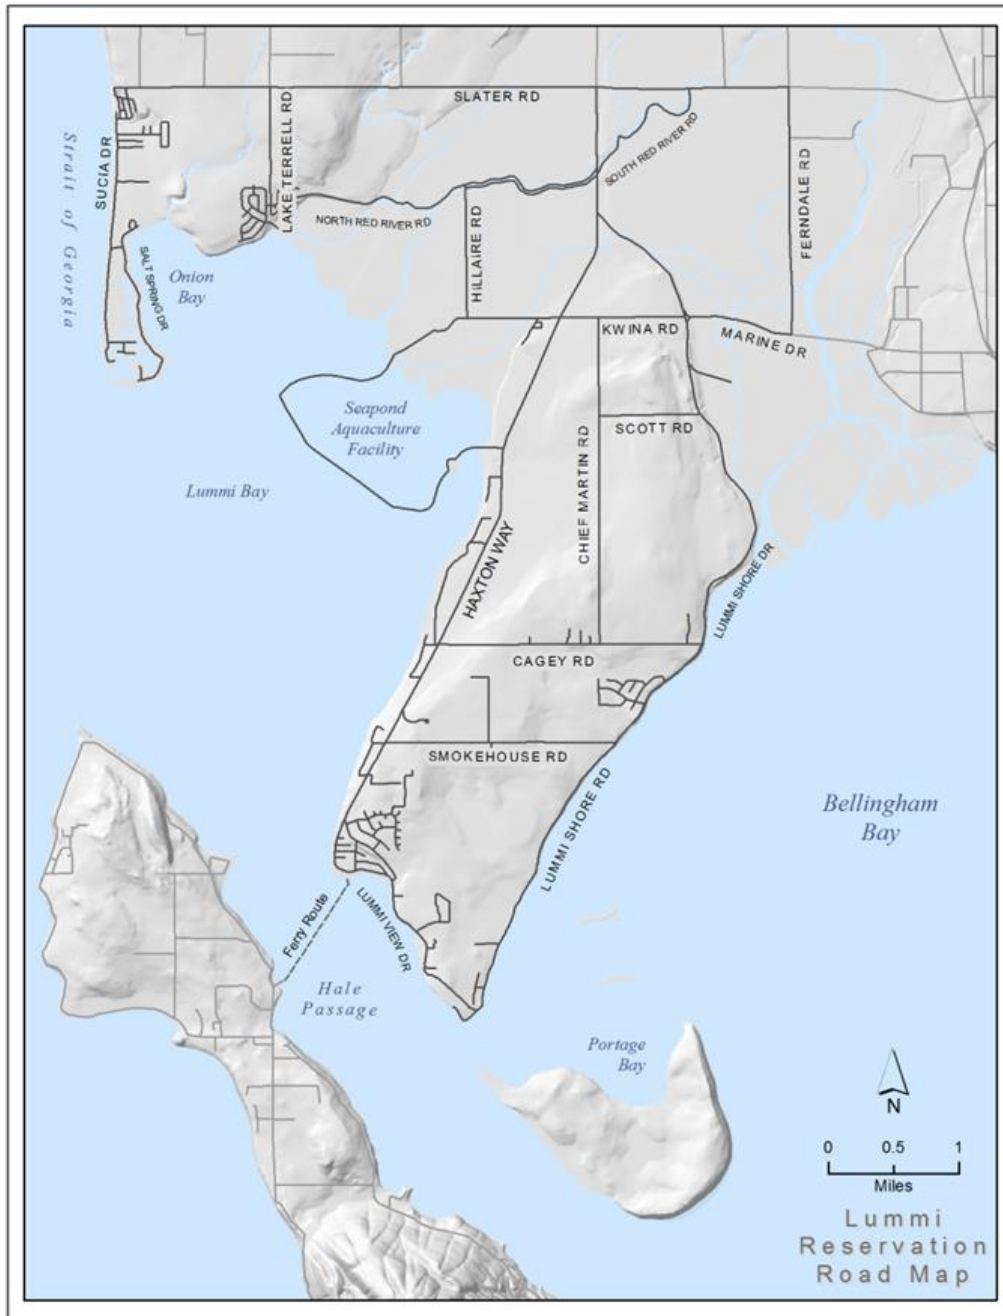 SLATER RD
Strait of Georgia
SUCIA DR
LAKE TERRELL RD
SOUTH RED RIVER RD
FERNDALE RD
NORTH RED RIVER RD
HILLAIRE RD
SALT SPRING DR
Onion
Bay
KWINA RD
MARINE DR
Seapond
Aquaculture
Facility
SCOTT RD
CHIEF MARTIN RD
Lummi Bay
HAXTON WAY
LUMMI SHORE DR
CAGEY RD
SMOKEHOUSE RD
LUMMI SHORE RD
Bellingham
Bay
Ferry Route
LUMMI VIEW DR
Hale
Passage
Portage
Bay
N
0 0.5 1
Miles
Lummi
Reservation
Road Map